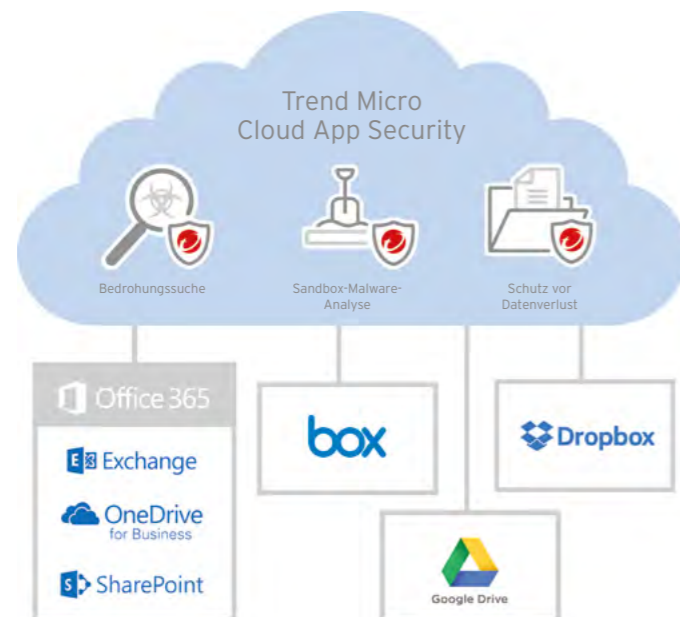 Trend Micro
Cloud App Security
Bedrohungssuche
Sandbox-Malware-
Analyse
Schutz vor
Datenverlust
Office 365
Exchange
OneDrive
for Business
SharePoint
box
Google Drive
Dropbox